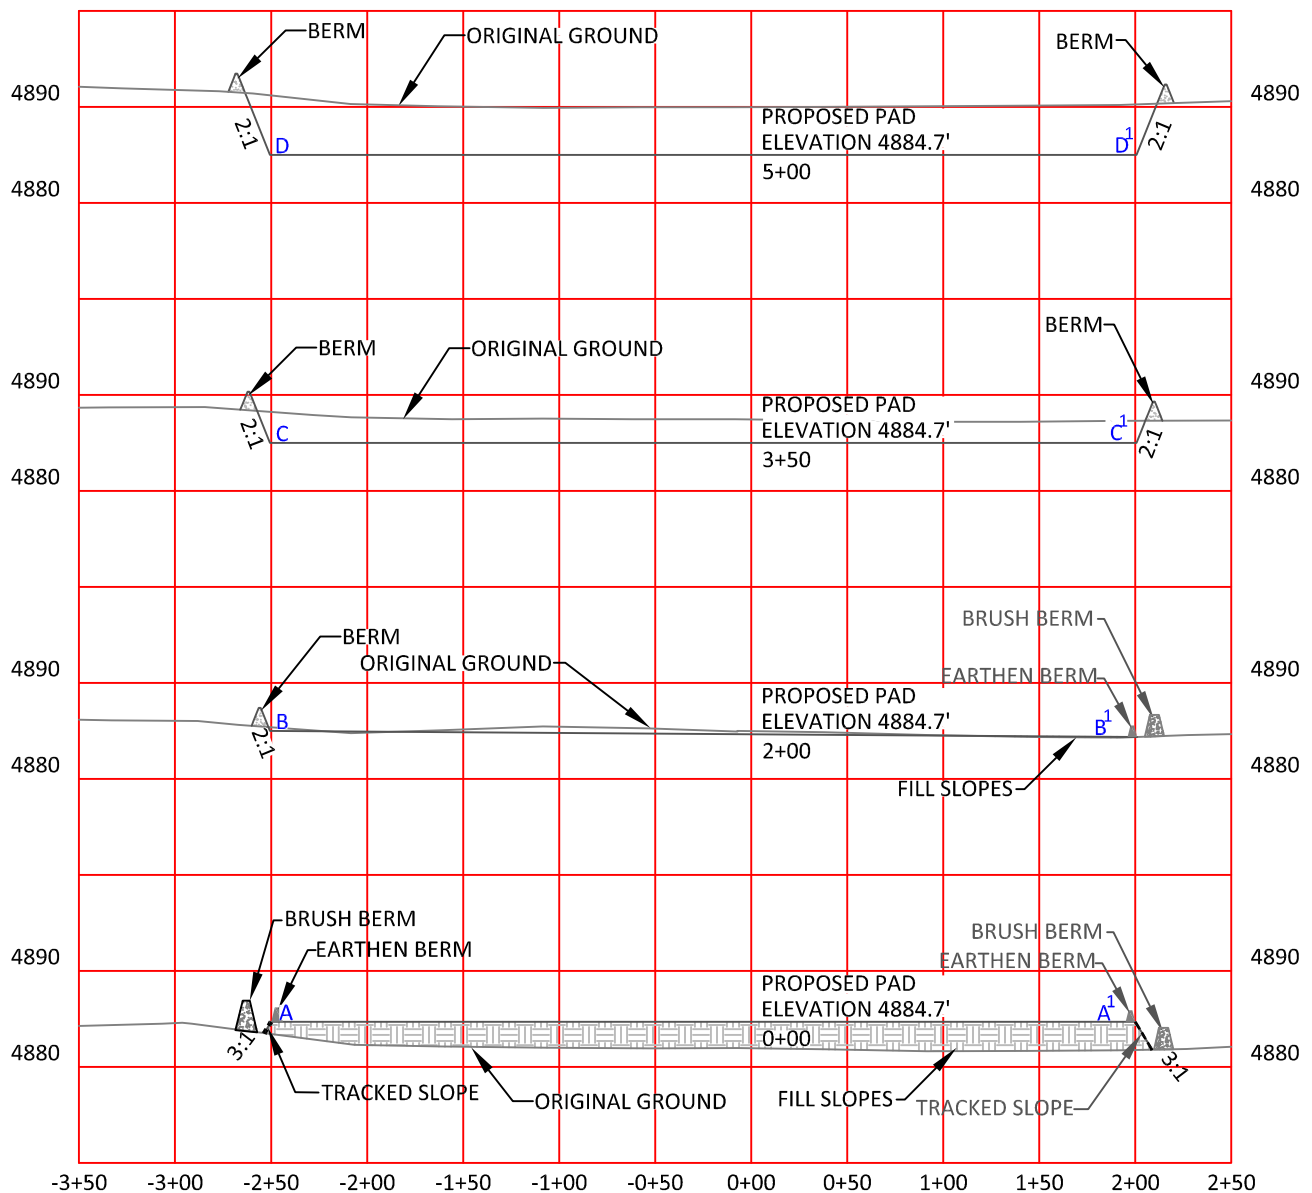 BERM
ORIGINAL GROUND
BERM
4890
4890
PROPOSED PAD
ELEVATION 4884.7'
5+00
2:1
D
D1
2:1
4880
4880
BERM
BERM
ORIGINAL GROUND
4890
4890
PROPOSED PAD
ELEVATION 4884.7'
3+50
2:1
C
C1
2:1
4880
4880
BRUSH BERM
BERM
ORIGINAL GROUND
4890
4890
EARTHEN BERM
PROPOSED PAD
ELEVATION 4884.7'
2+00
B
B1
2:1
4880
4880
FILL SLOPES
BRUSH BERM
EARTHEN BERM
BRUSH BERM
EARTHEN BERM
4890
4890
PROPOSED PAD
ELEVATION 4884.7'
0+00
A
A1
3:1
3:1
4880
4880
TRACKED SLOPE
ORIGINAL GROUND
FILL SLOPES
TRACKED SLOPE
-3+50 -3+00 -2+50 -2+00 -1+50 -1+00 -0+50 0+00 0+50 1+00 1+50 2+00 2+50